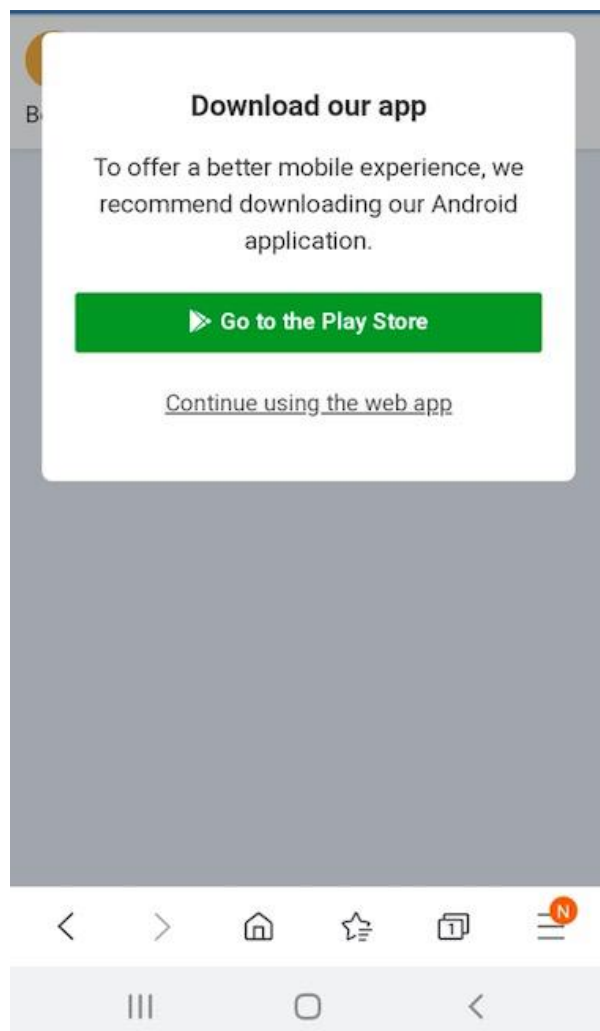 Download our app
To offer a better mobile experience, we
recommend downloading our Android
application.
Go to the Play Store
Continue using the web app
1
N